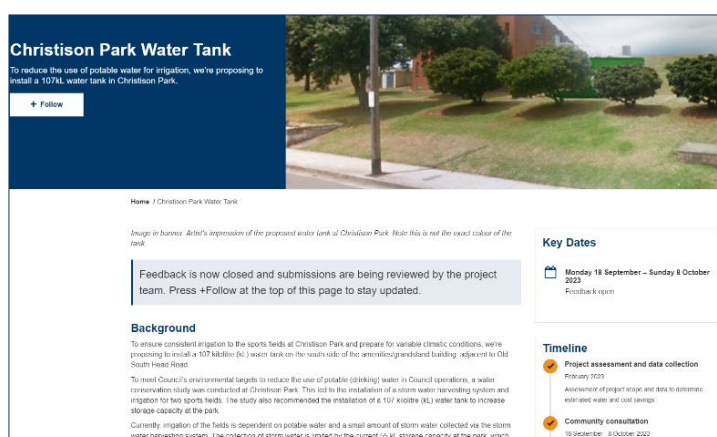 Christison Park Water Tank
To reduce the use of potable water for irrigation, we're proposing to
install a 107kL water tank in Christison Park.
+ Follow
Home / Christison Park Water Tank
Image in banner: Artist's impression of the proposed water tank at Christison Park. Note this is not the exact colour of the
tank.
Feedback is now closed and submissions are being reviewed by the project
team. Press +Follow at the top of this page to stay updated.
Key Dates
Monday 18 September – Sunday 8 October
2023
Feedback open
Background
To ensure consistent irrigation to the sports fields at Christison Park and prepare for variable climatic conditions, we're
proposing to install a 107 kilolitre (kL) water tank on the south side of the amenities/grandstand building, adjacent to Old
South Head Road.
To meet Council's environmental targets to reduce the use of potable (drinking) water in Council operations, a water
conservation study was conducted at Christison Park. This led to the installation of a storm water harvesting system and
irrigation for two sports fields. The study also recommended the installation of a 107 kilolitre (kL) water tank to increase
storage capacity at the park.
Currently, irrigation of the fields is dependent on potable water and a small amount of storm water collected via the storm
water harvesting system. The collection of storm water is limited by the current 55 kL storage capacity at the park, which
Timeline
Project assessment and data collection
February 2023
Assessment of project scope and data to determine
estimated water and cost savings.
Community consultation
18 September - 8 October 2023